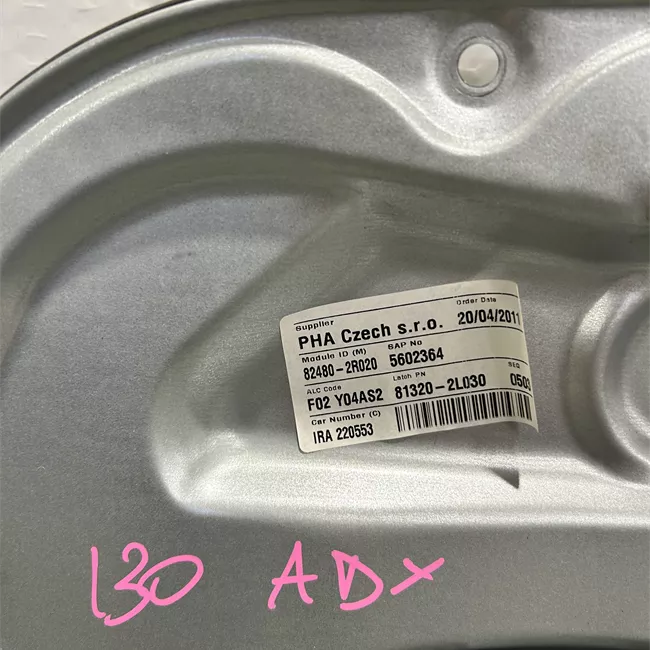 Supplier Order Date
PHA Czech s.r.o. 20/04/2011
Module ID (M) SAP No
82480-2R020 5602364
ALC Code Latch PN SEQ
F02 Y04AS2 81320-2L030 0503
Car Number (C)
IRA 220553
I30 ADX